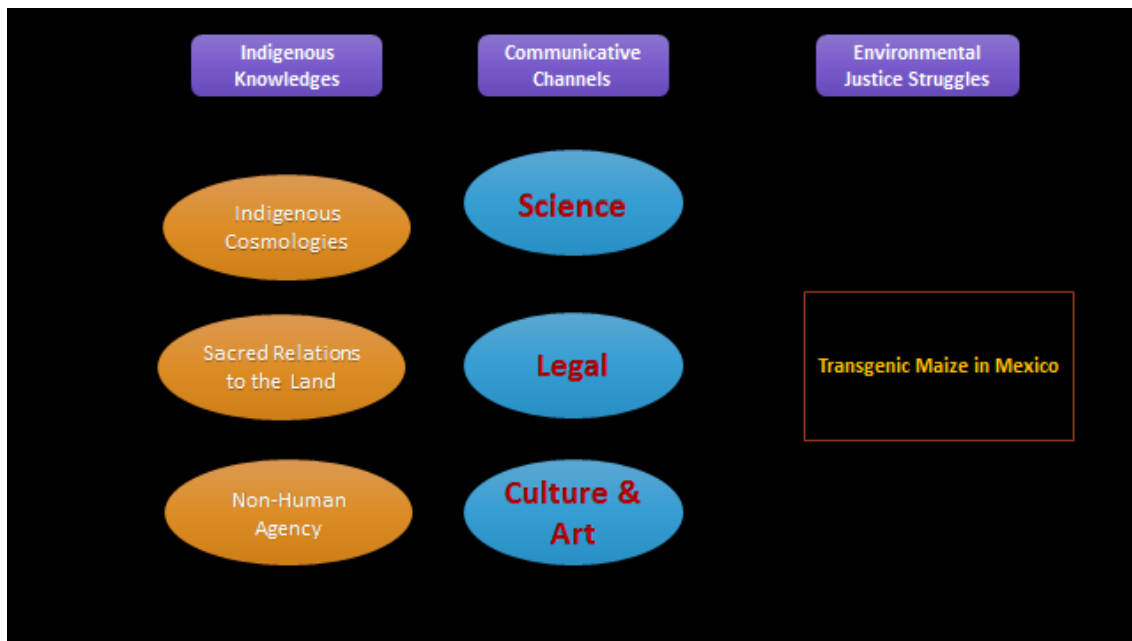 Indigenous
Knowledges
Communicative
Channels
Environmental
Justice Struggles
Indigenous
Cosmologies
Science
Sacred Relations
to the Land
Legal
Transgenic Maize in Mexico
Non-Human
Agency
Culture &
Art